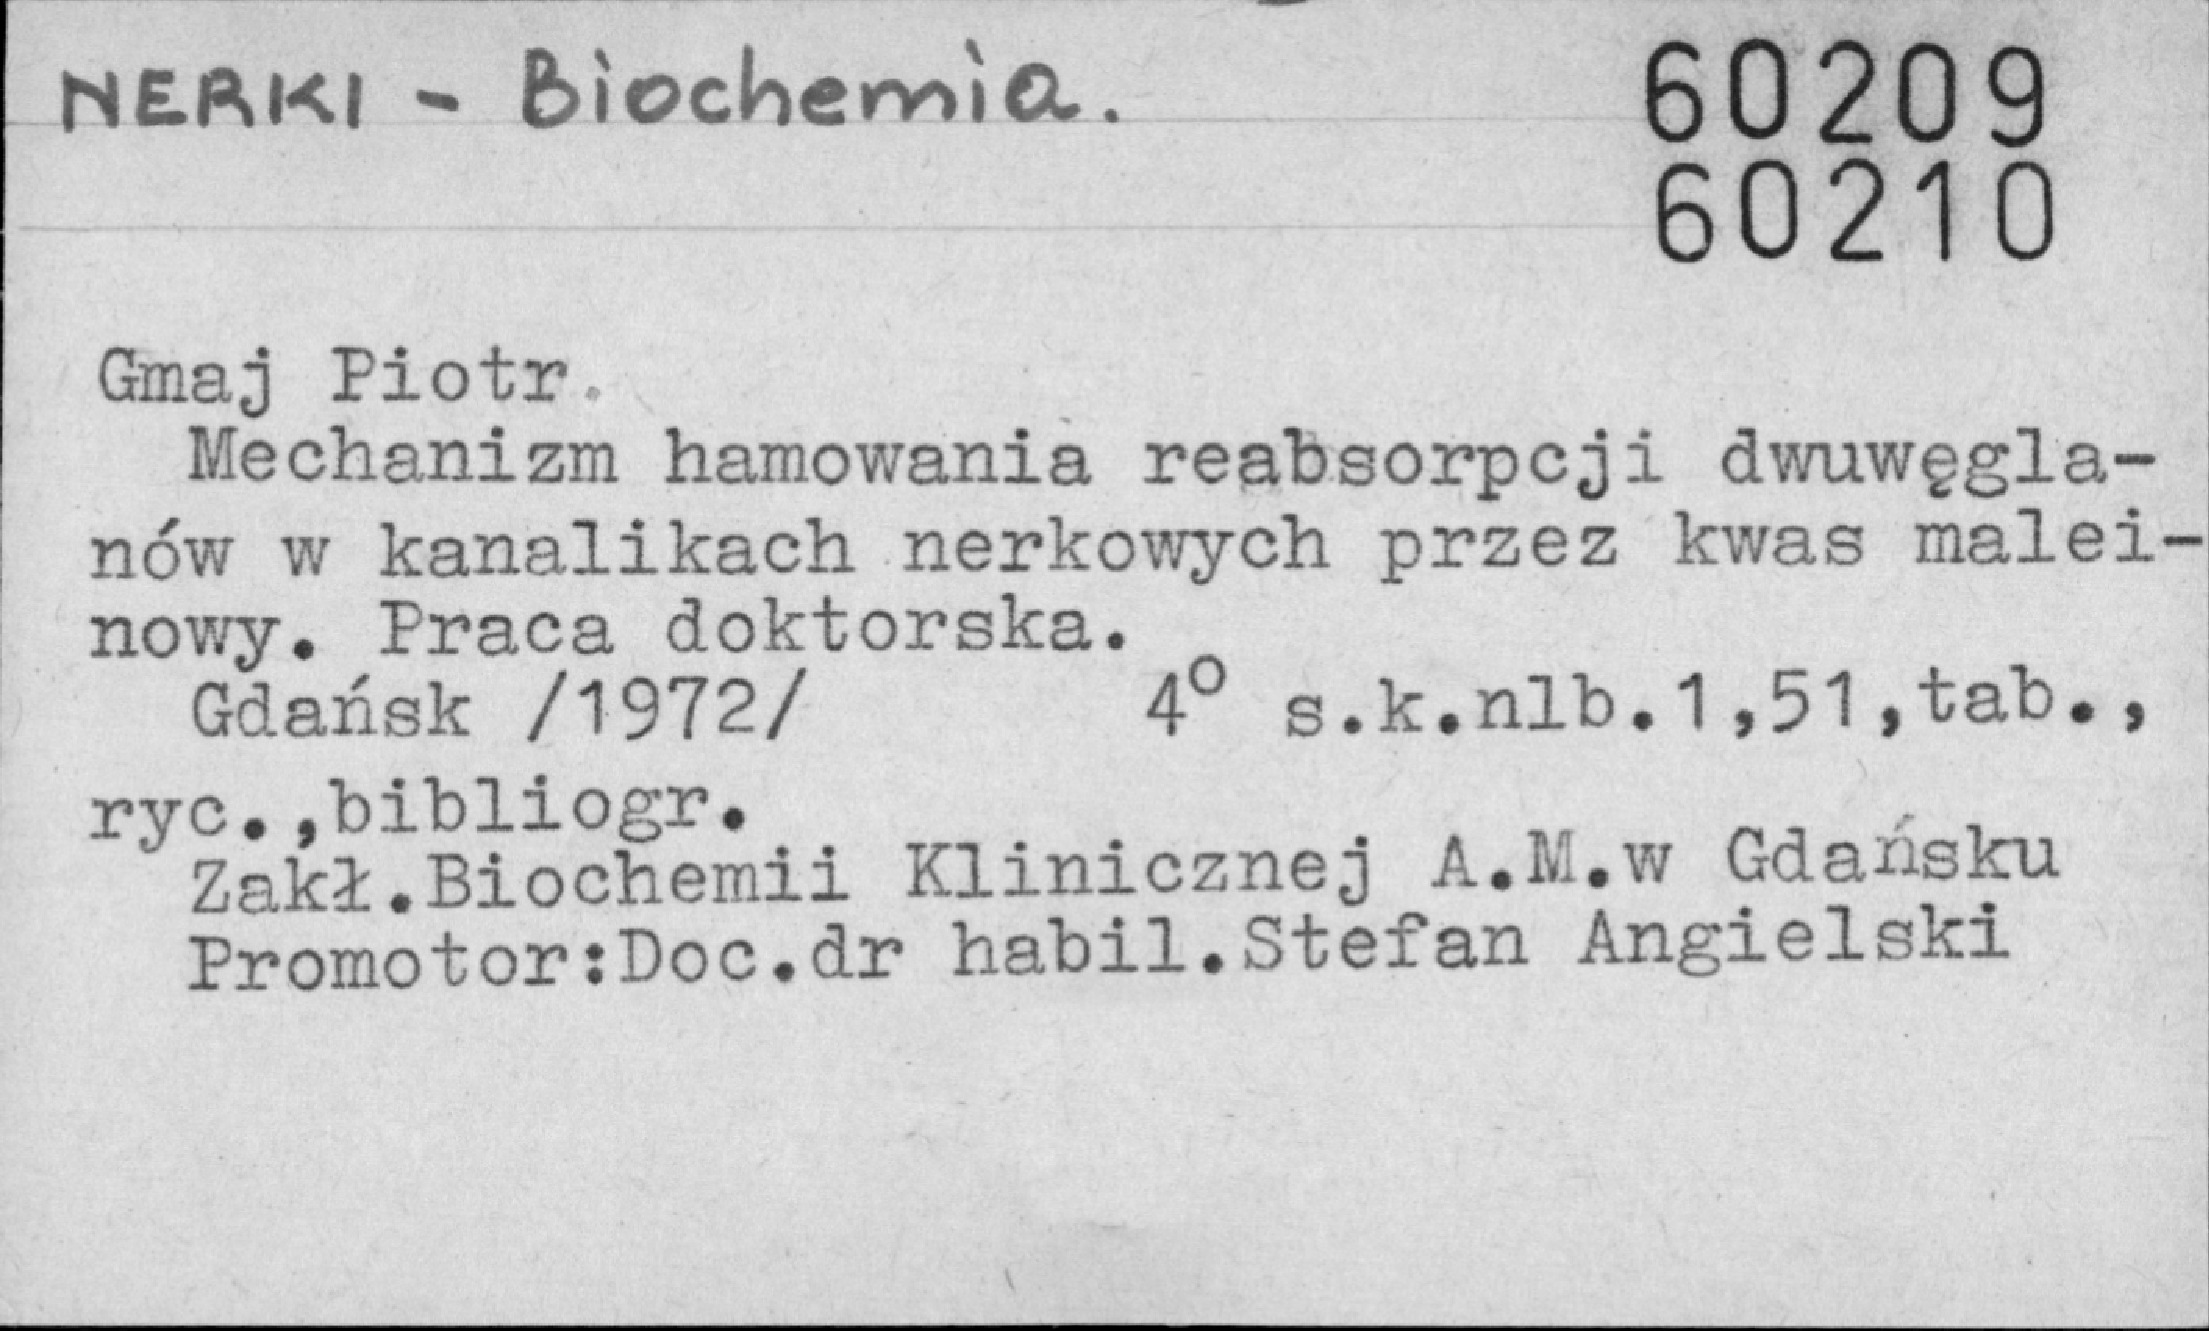 NERKI - Biochemia.
60209
60210
Gmaj Piotr.
Mechanizm hamowania reabsorpcji dwuwęgla-
nów w kanalikach nerkowych przez kwas malei-
nowy. Praca doktorska.
Gdańsk /1972/ 4° s.k.nlb.1,51,tab.,
ryc.,bibliogr.
Zakł.Biochemii Klinicznej A.M.w Gdańsku
Promotor:Doc.dr habil.Stefan Angielski